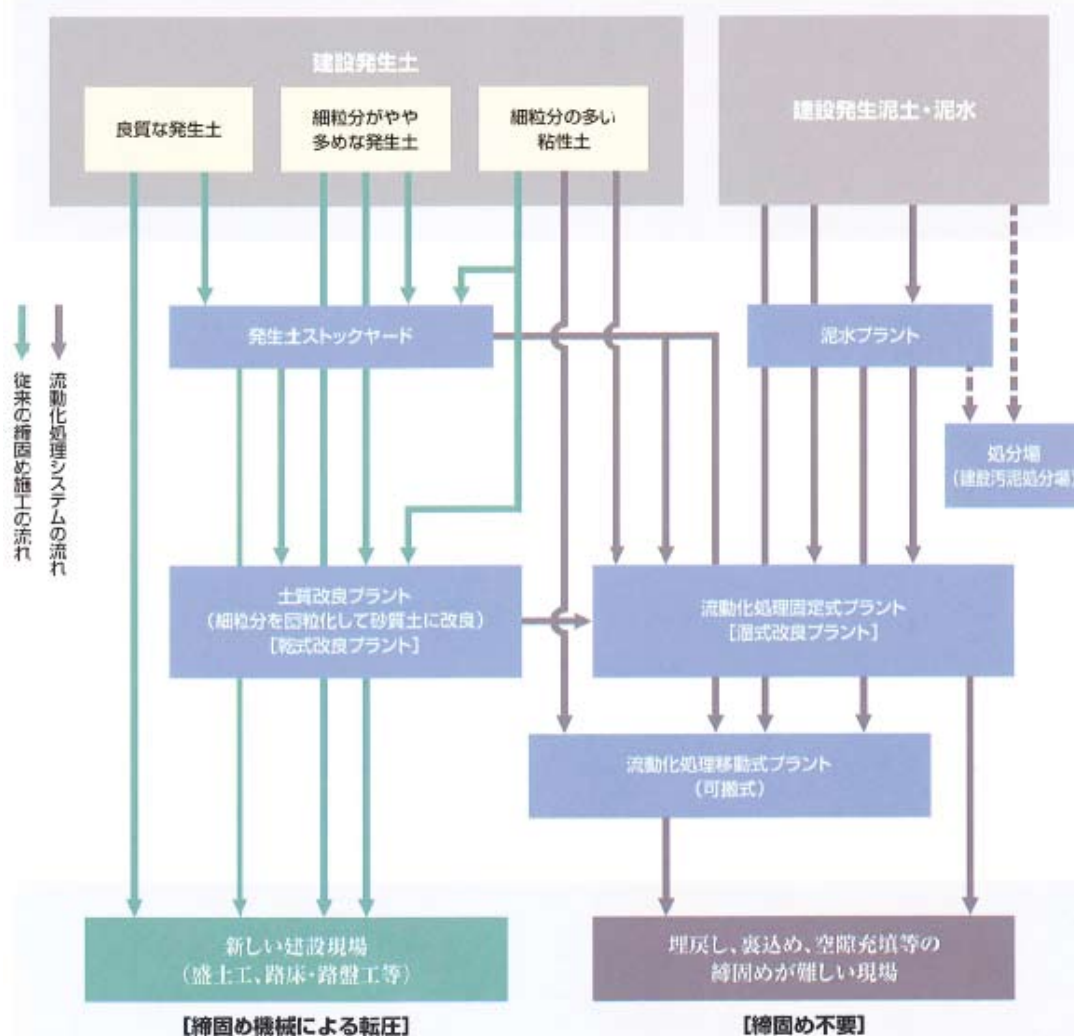 建設発生土
良質な発生土
細粒分がやや
多めな発生土
細粒分の多い
粘性土
建設発生泥土・泥水
従来の締固め施工の流れ
流動化処理システムの流れ
発生土ストックヤード
泥水プラント
処分場
(建設汚泥処分場)
土質改良プラント
(細粒分を団粒化して砂質土に改良)
[乾式改良プラント]
流動化処理固定式プラント
[湿式改良プラント]
流動化処理移動式プラント
(可搬式)
新しい建設現場
(盛土工、路床・路盤工等)
[締固め機械による転圧]
埋戻し、裏込め、空隙充填等の
締固めが難しい現場
[締固め不要]